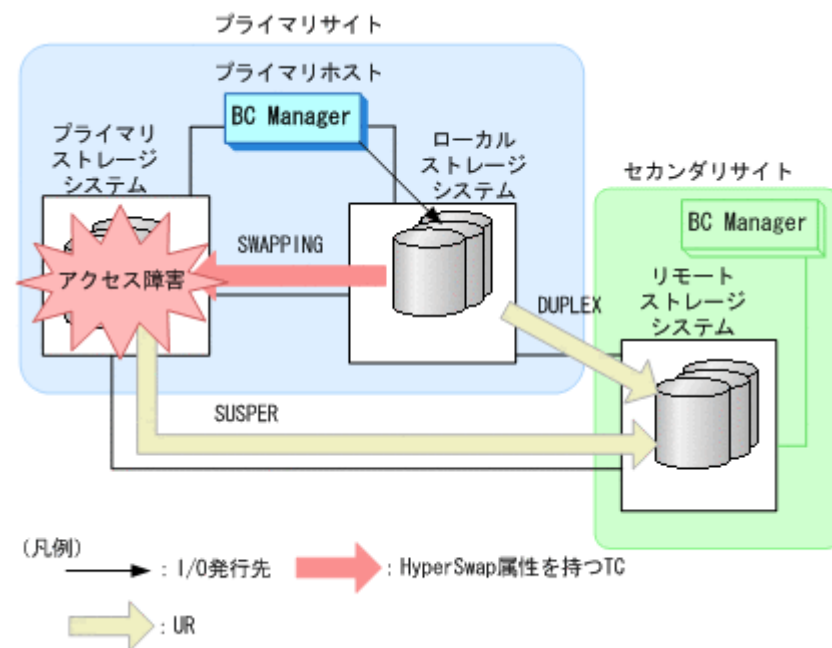 プライマリサイト
プライマリホスト
BC Manager
プライマリ
ストレージ
システム
ローカル
ストレージ
システム
セカンダリサイト
BC Manager
SWAPPING
アクセス障害
リモート
ストレージ
システム
DUPLEX
SUSPER
(凡例)
: I/O発行先
: HyperSwap属性を持つTC
: UR